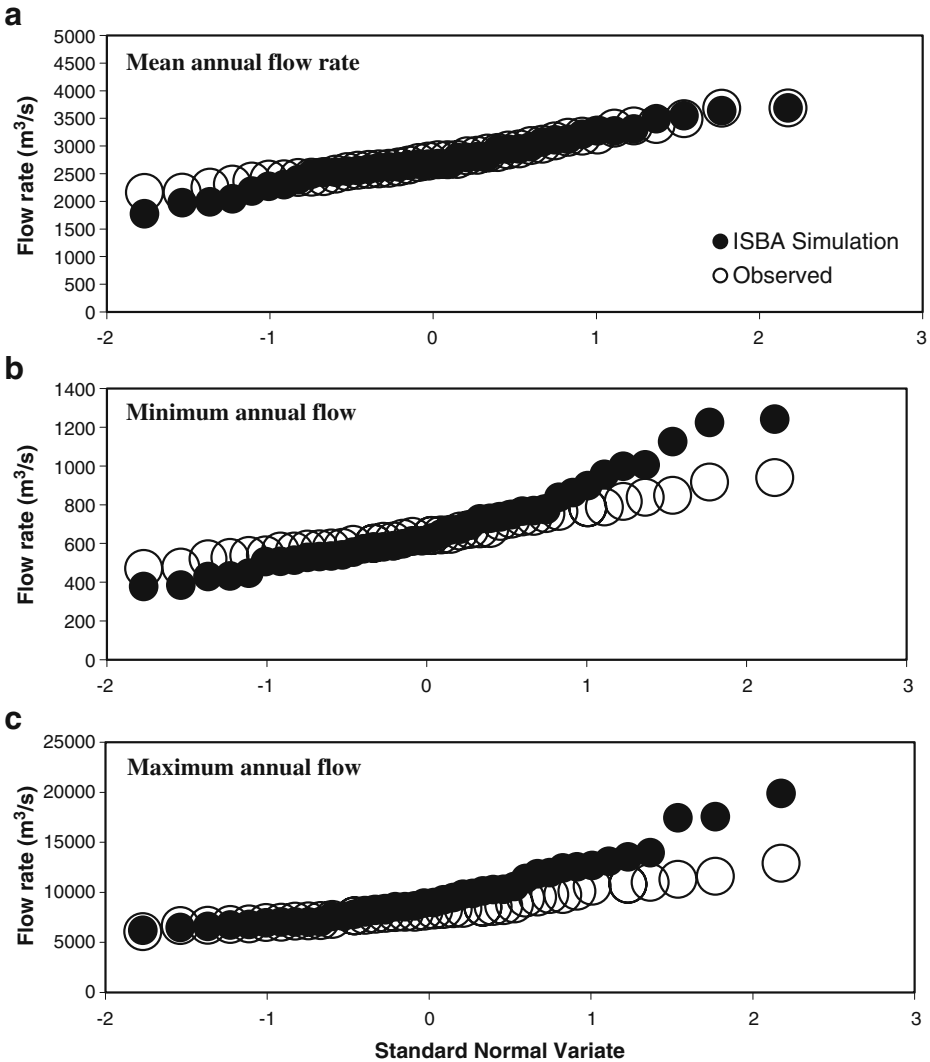 a
5000
4500
4000
3500
3000
2500
2000
1500
1000
500
0
Flow rate (m³/s)
Mean annual flow rate
ISBA Simulation
Observed
-2 -1 0 1 2 3
b
1400
1200
1000
800
600
400
200
0
Flow rate (m³/s)
Minimum annual flow
-2 -1 0 1 2 3
c
25000
20000
15000
10000
5000
0
Flow rate (m³/s)
Maximum annual flow
-2 -1 0 1 2 3
Standard Normal Variate